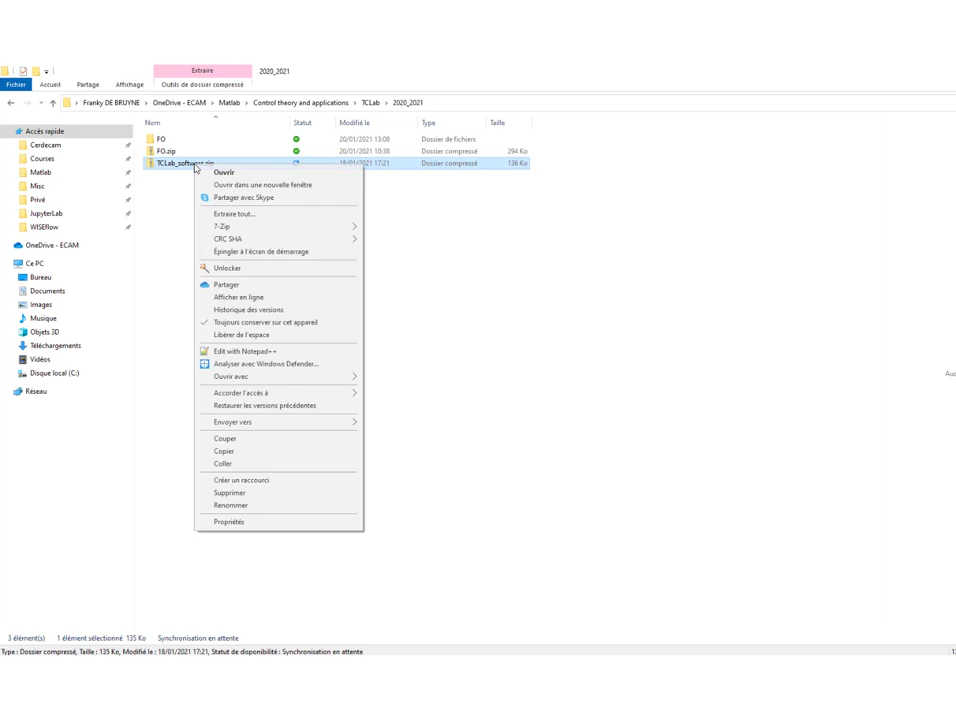 Extraire 2020_2021
Fichier Accueil Partage Affichage Outils de dossier compressé
Franky DE BRUYNE > OneDrive - ECAM > Matlab > Control theory and applications > TCLab > 2020_2021
Nom Statut Modifié le Type Taille
Accès rapide
FO 20/01/2021 13:08 Dossier de fichiers
Cerdecam
FO.zip 20/01/2021 10:38 Dossier compressé 294 Ko
Courses
TCLab_software.zip 18/01/2021 17:21 Dossier compressé 136 Ko
Matlab
Misc
Privé
JupyterLab
WISEflow
OneDrive - ECAM
Ce PC
Bureau
Documents
Images
Musique
Objets 3D
Téléchargements
Vidéos
Disque local (C:)
Réseau
Ouvrir
Ouvrir dans une nouvelle fenêtre
Partager avec Skype
Extraire tout...
7-Zip
CRC SHA
Épingler à l'écran de démarrage
Unlocker
Partager
Afficher en ligne
Historique des versions
Toujours conserver sur cet appareil
Libérer de l'espace
Edit with Notepad++
Analyser avec Windows Defender...
Ouvrir avec
Accorder l'accès à
Restaurer les versions précédentes
Envoyer vers
Couper
Copier
Coller
Créer un raccourci
Supprimer
Renommer
Propriétés
3 élément(s) 1 élément sélectionné 135 Ko Synchronisation en attente
Type : Dossier compressé, Taille : 135 Ko, Modifié le : 18/01/2021 17:21, Statut de disponibilité : Synchronisation en attente